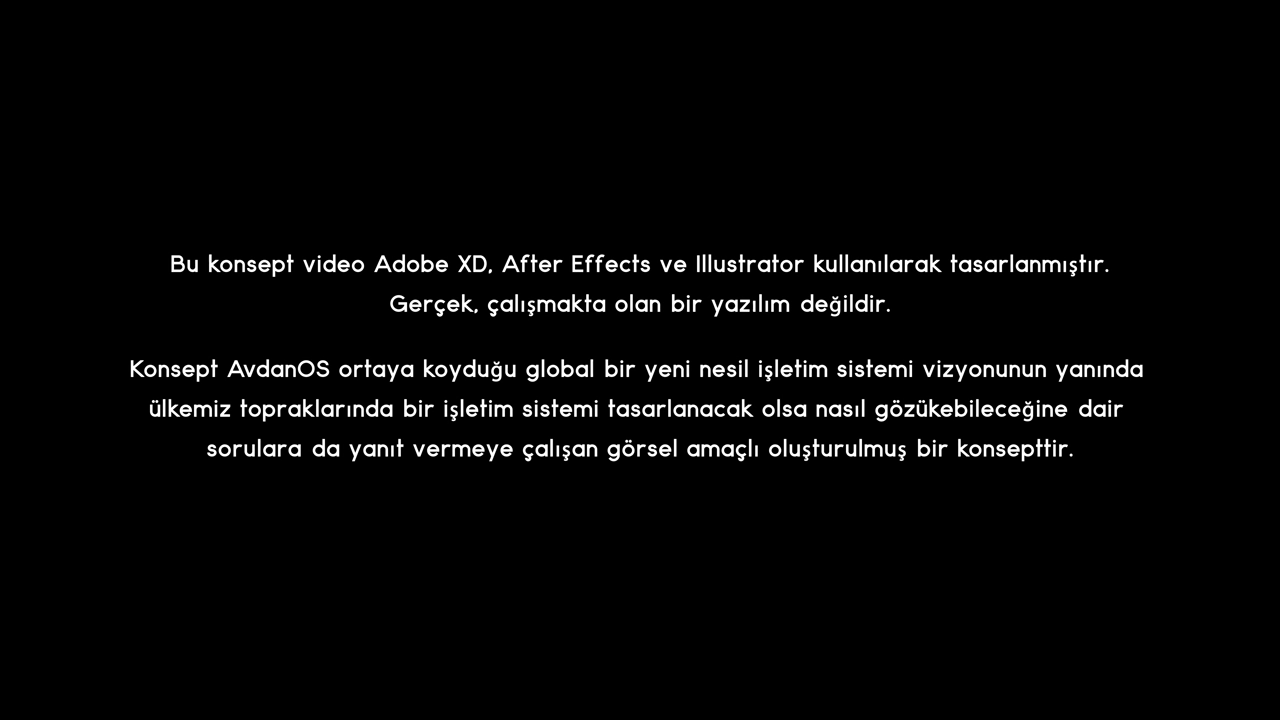 Bu konsept video Adobe XD, After Effects ve Illustrator kullanılarak tasarlanmıştır.
Gerçek, çalışmakta olan bir yazılım değildir.
Konsept AvdanOS ortaya koyduğu global bir yeni nesil işletim sistemi vizyonunun yanında
ülkemiz topraklarında bir işletim sistemi tasarlanacak olsa nasıl gözükebileceğine dair
sorulara da yanıt vermeye çalışan görsel amaçlı oluşturulmuş bir konsepttir.